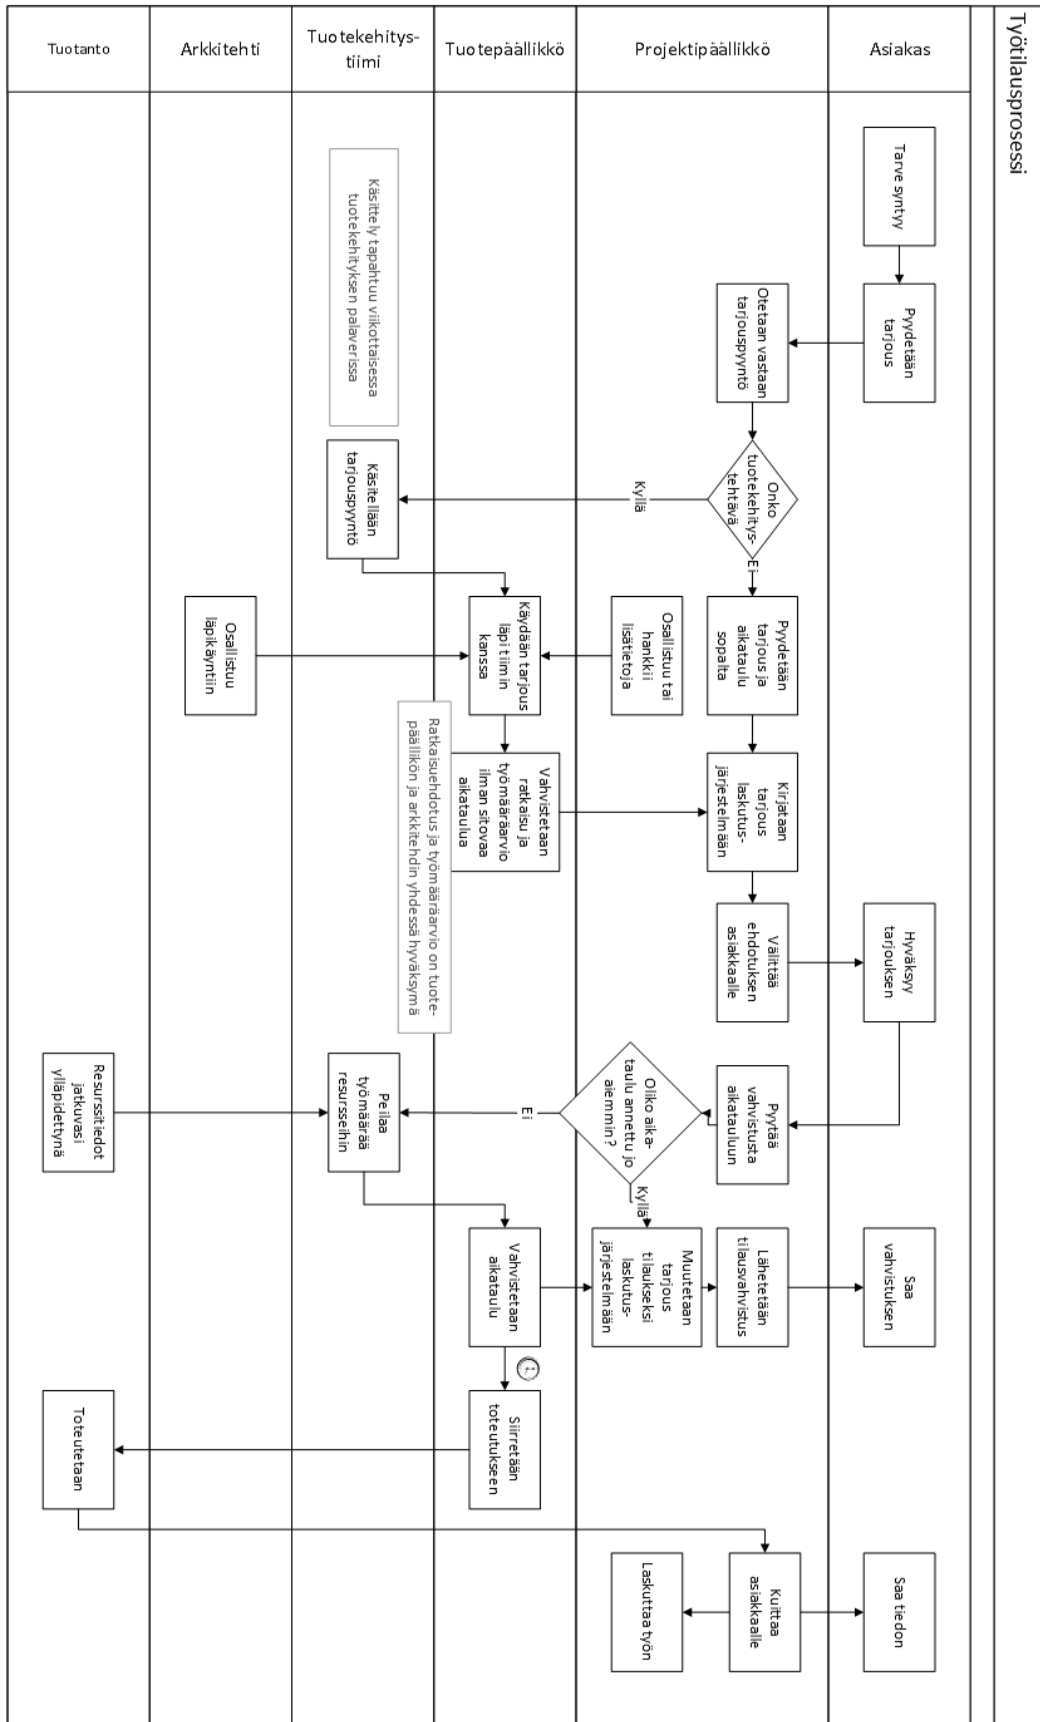 Työtilausprosessi
Asiakas
Projektipäällikkö
Tuotepäällikkö
Tuotekehitys-
tiimi
Arkkitehti
Tuotanto
Tarve syntyy
Pyydetään
tarjous
Otetaan vastaan
tarjouspyyntö
Onko
tuotekehitys-
tehtävä
Kyllä
Ei
Käsittely tapahtuu viikottaisessa
tuotekehityksen palaverissa
Käsitellään
tarjouspyyntö
Pyydetään
tarjous ja
aikataulu
sopalta
Osallistuu tai
hankkii
lisätietoja
Käydään tarjous
läpi tiimin
kanssa
Osallistuu
läpikäyntiin
Kirjataan
tarjous
laskutus-
järjestelmään
Vahvistetaan
ratkaisu ja
työmääräarvio
ilman sitovaa
aikataulua
Ratkaisuehdotus ja työmääräarvio on tuote-
päällikön ja arkkitehdin yhdessä hyväksymä
Välittää
ehdotuksen
asiakkaalle
Hyväksyy
tarjouksen
Pyytää
vahvistusta
aikatauluun
Oliko aika-
taulu annettu jo
aiemmin?
Ei
Kyllä
Peilaa
työmäärää
resursseihin
Resurssitiedot
jatkuvasi
ylläpidettynä
Vahvistetaan
aikataulu
Muutetaan
tarjous
tilaukseksi
laskutus-
järjestelmään
Lähetetään
tilausvahvistus
Saa
vahvistuksen
Siirretään
toteutukseen
Toteutetaan
Kuittaa
asiakkaalle
Laskuttaa työn
Saa tiedon